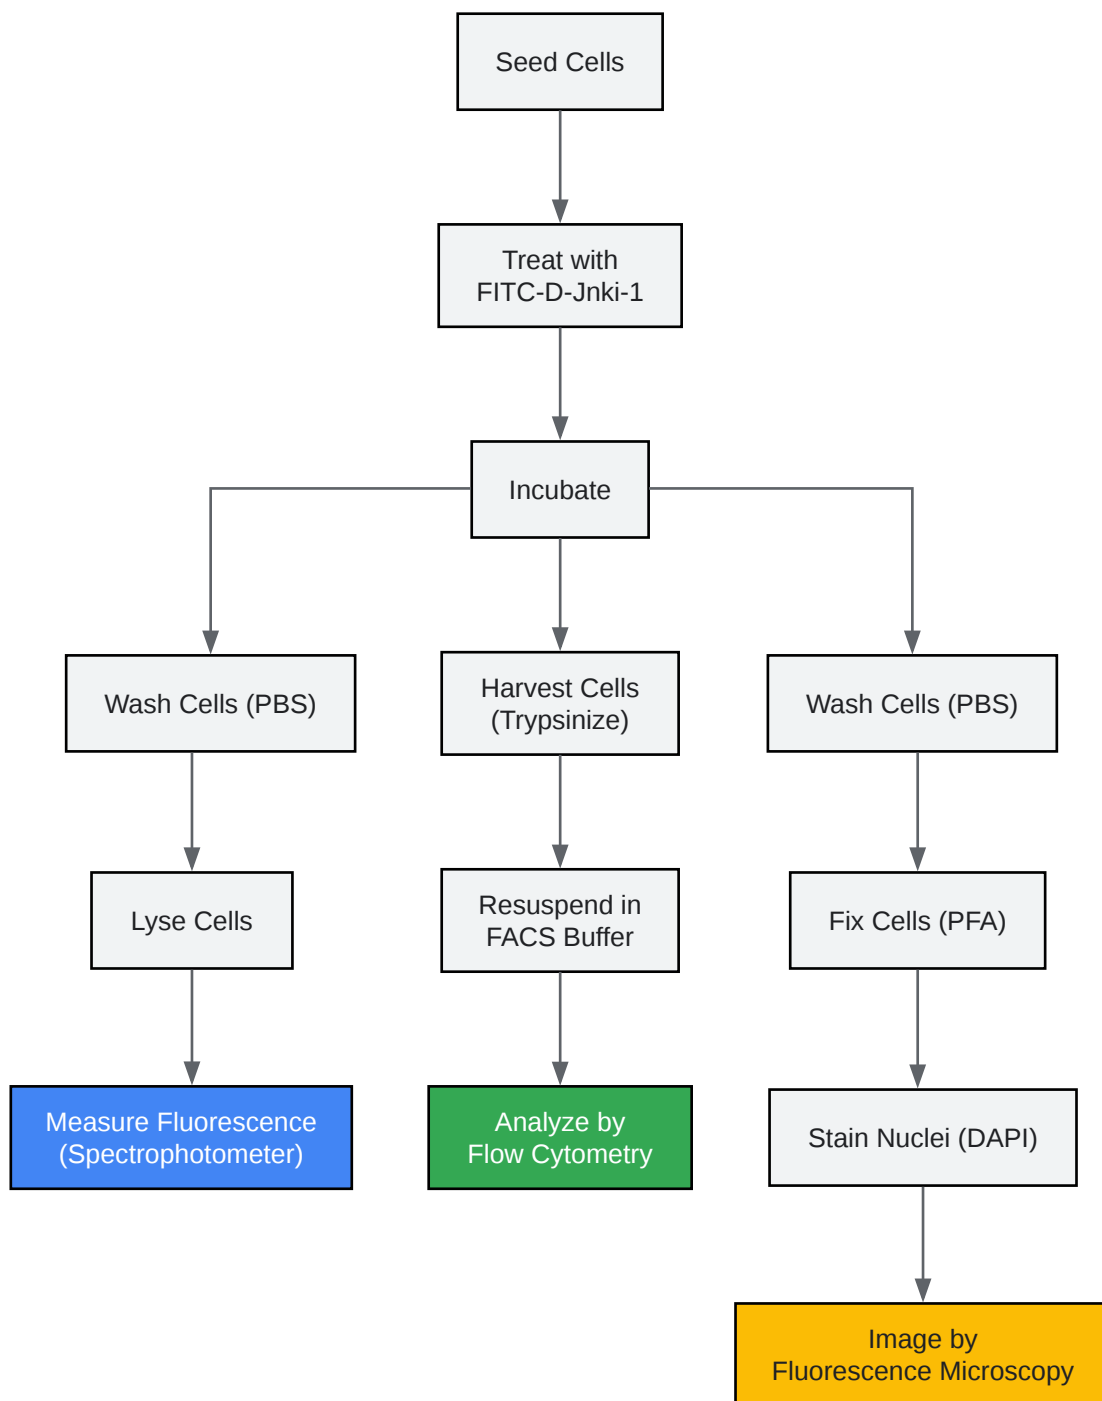 Seed Cells
Treat with
FITC-D-Jnki-1
Incubate
Wash Cells (PBS)
Harvest Cells
(Trypsinize)
Wash Cells (PBS)
Lyse Cells
Resuspend in
FACS Buffer
Fix Cells (PFA)
Measure Fluorescence
(Spectrophotometer)
Analyze by
Flow Cytometry
Stain Nuclei (DAPI)
Image by
Fluorescence Microscopy